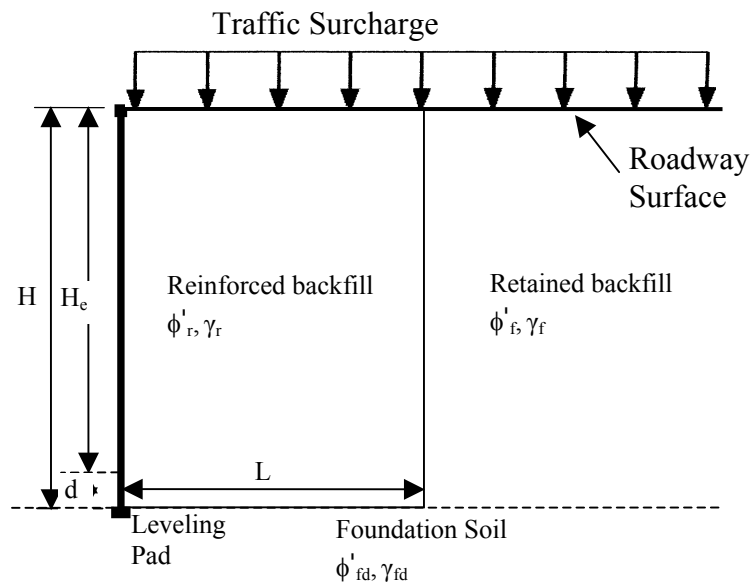 Traffic Surcharge
Roadway
Surface
Reinforced backfill
ϕ'r, γr
Retained backfill
ϕ'f, γf
H
He
d
L
Leveling
Pad
Foundation Soil
ϕ'fd, γfd